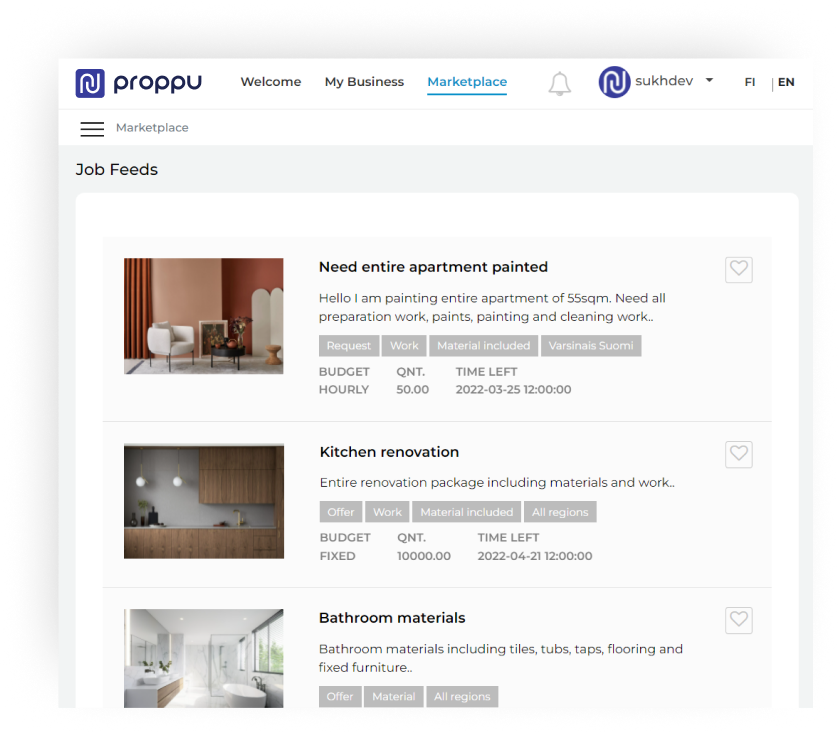 proppu Welcome My Business Marketplace sukhdev FI | EN
Marketplace
Job Feeds
Need entire apartment painted
Hello I am painting entire apartment of 55sqm. Need all
preparation work, paints, painting and cleaning work..
Request Work Material included Varsinais Suomi
BUDGET QNT. TIME LEFT
HOURLY 50.00 2022-03-25 12:00:00
Kitchen renovation
Entire renovation package including materials and work..
Offer Work Material included All regions
BUDGET QNT. TIME LEFT
FIXED 10000.00 2022-04-21 12:00:00
Bathroom materials
Bathroom materials including tiles, tubs, taps, flooring and
fixed furniture..
Offer Material All regions